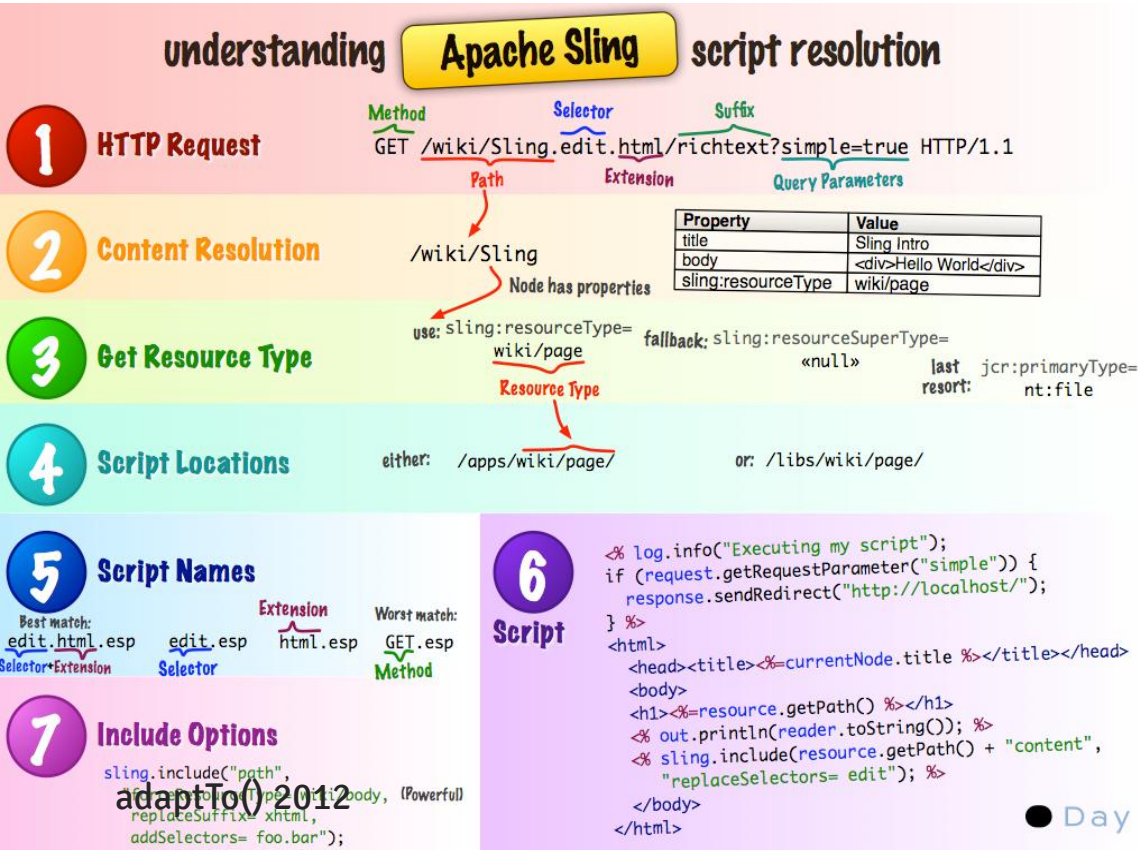 understanding Apache Sling script resolution
1 HTTP Request
Method Selector Suffix
GET /wiki/Sling.edit.html/richtext?simple=true HTTP/1.1
Path Extension Query Parameters
2 Content Resolution
/wiki/Sling
Node has properties
Property Value
title Sling Intro
body <div>Hello World</div>
sling:resourceType wiki/page
3 Get Resource Type
use: sling:resourceType=
wiki/page
Resource Type
fallback: sling:resourceSuperType=
«null»
last resort: jcr:primaryType=
nt:file
4 Script Locations
either: /apps/wiki/page/ or: /libs/wiki/page/
5 Script Names
Best match: Extension Worst match:
edit.html.esp edit.esp html.esp GET.esp
Selector+Extension Selector Method
6 Script
<% log.info("Executing my script");
if (request.getRequestParameter("simple")) {
response.sendRedirect("http://localhost/");
} %>
<html>
<head><title><%=currentNode.title %></title></head>
<body>
<h1><%=resource.getPath() %></h1>
<% out.println(reader.toString()); %>
<% sling.include(resource.getPath() + "content",
"replaceSelectors= edit"); %>
</body>
</html>
7 Include Options
sling.include("path",
wiki/body, (Powerful)
replaceSuffix= xhtml,
addSelectors= foo.bar");
adaptTo() 2012
Day